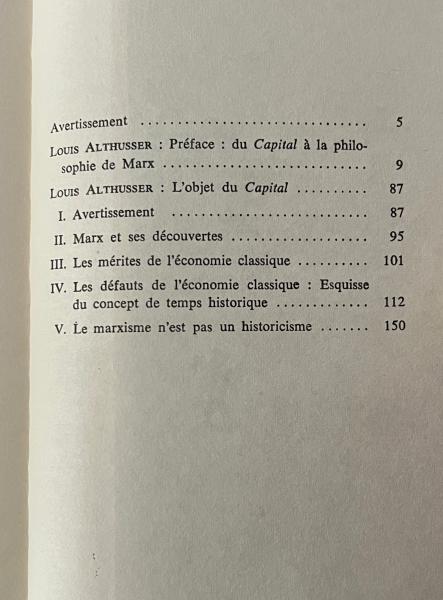 Avertissement .............................. 5
Louis ALTHUSSER : Préface : du Capital à la philo-
sophie de Marx ........................... 9
Louis ALTHUSSER : L'objet du Capital .......... 87
I. Avertissement ........................... 87
II. Marx et ses découvertes ................... 95
III. Les mérites de l'économie classique .......... 101
IV. Les défauts de l'économie classique : Esquisse
du concept de temps historique ............. 112
V. Le marxisme n'est pas un historicisme ....... 150